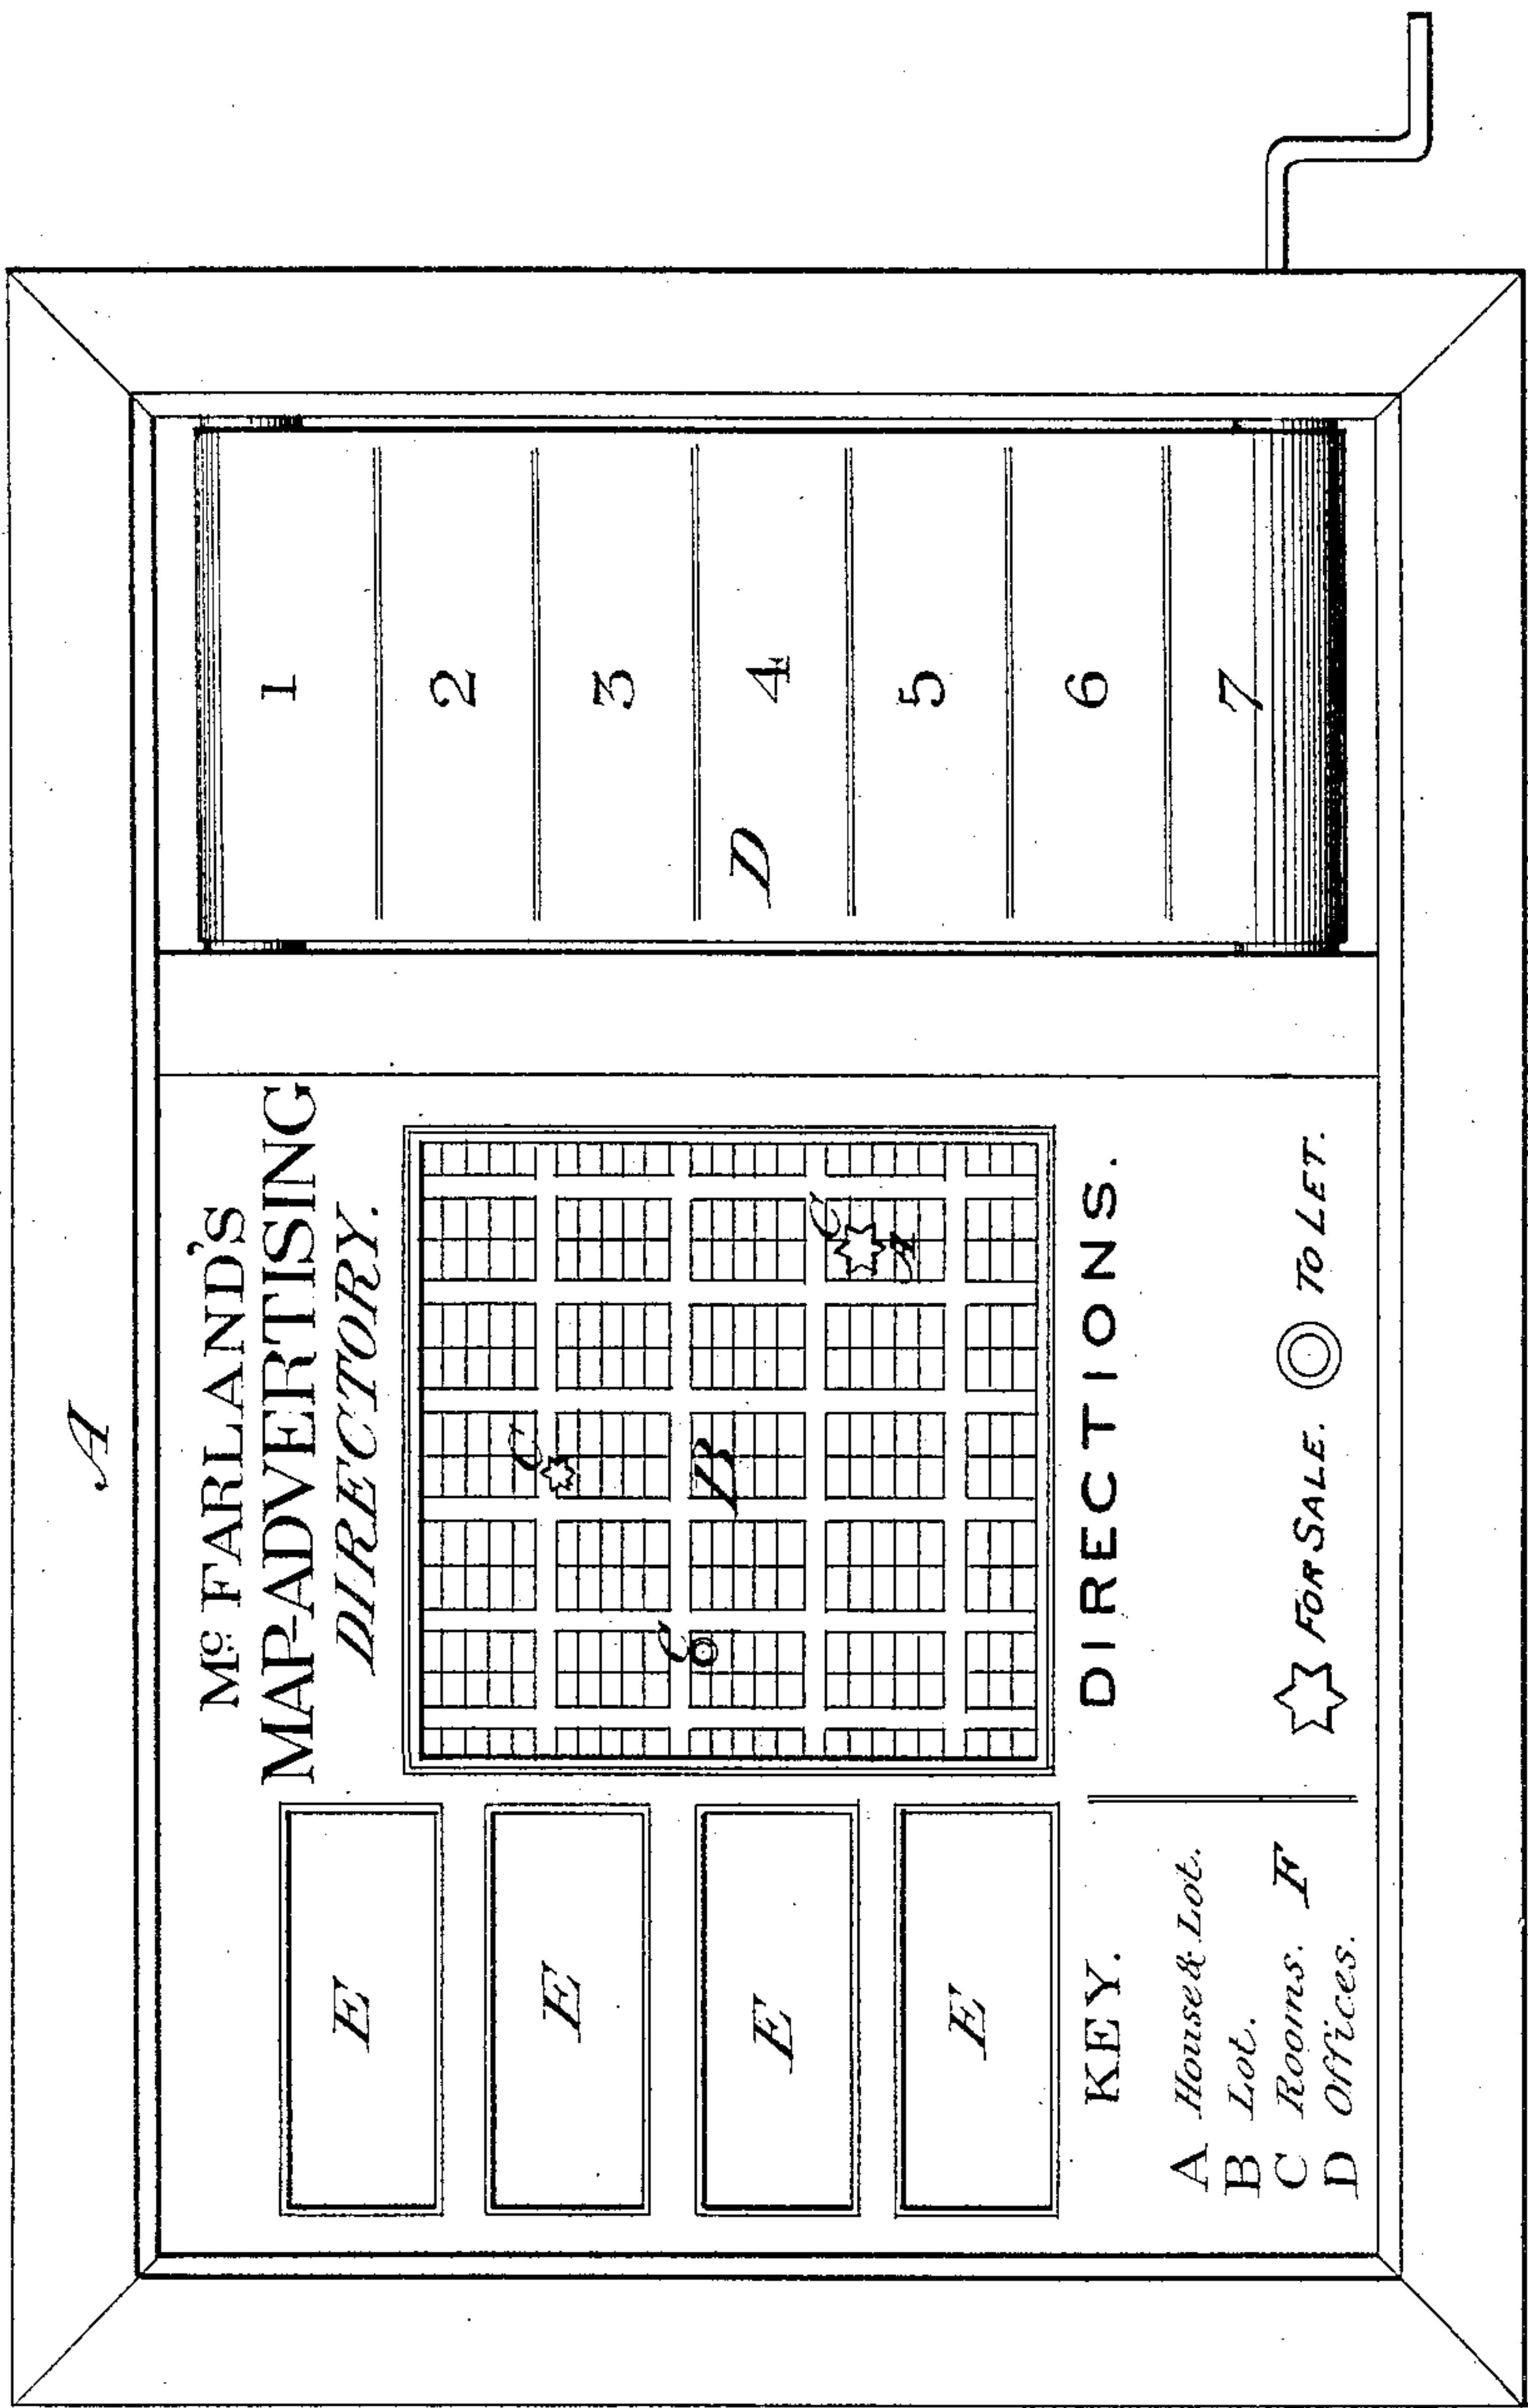 A
Mc. FARLAND'S
MAP-ADVERTISING
DIRECTORY.
E
E
E
E
C
C
B
C
A
DIRECTIONS.
KEY.
A House & Lot.
B Lot.
C Rooms. F
D Offices.
FOR SALE. TO LET.
1
2
3
D 4
5
6
7